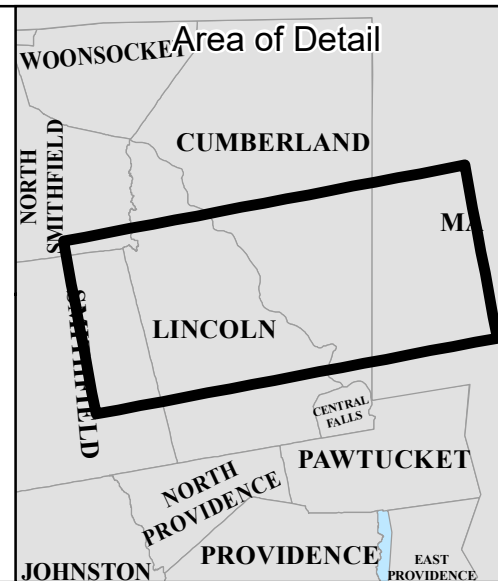 Area of Detail
WOONSOCKET
CUMBERLAND
NORTH
SMITHFIELD
MA
SMITHFIELD
LINCOLN
CENTRAL
FALLS
PAWTUCKET
NORTH
PROVIDENCE
PROVIDENCE
EAST
PROVIDENCE
JOHNSTON